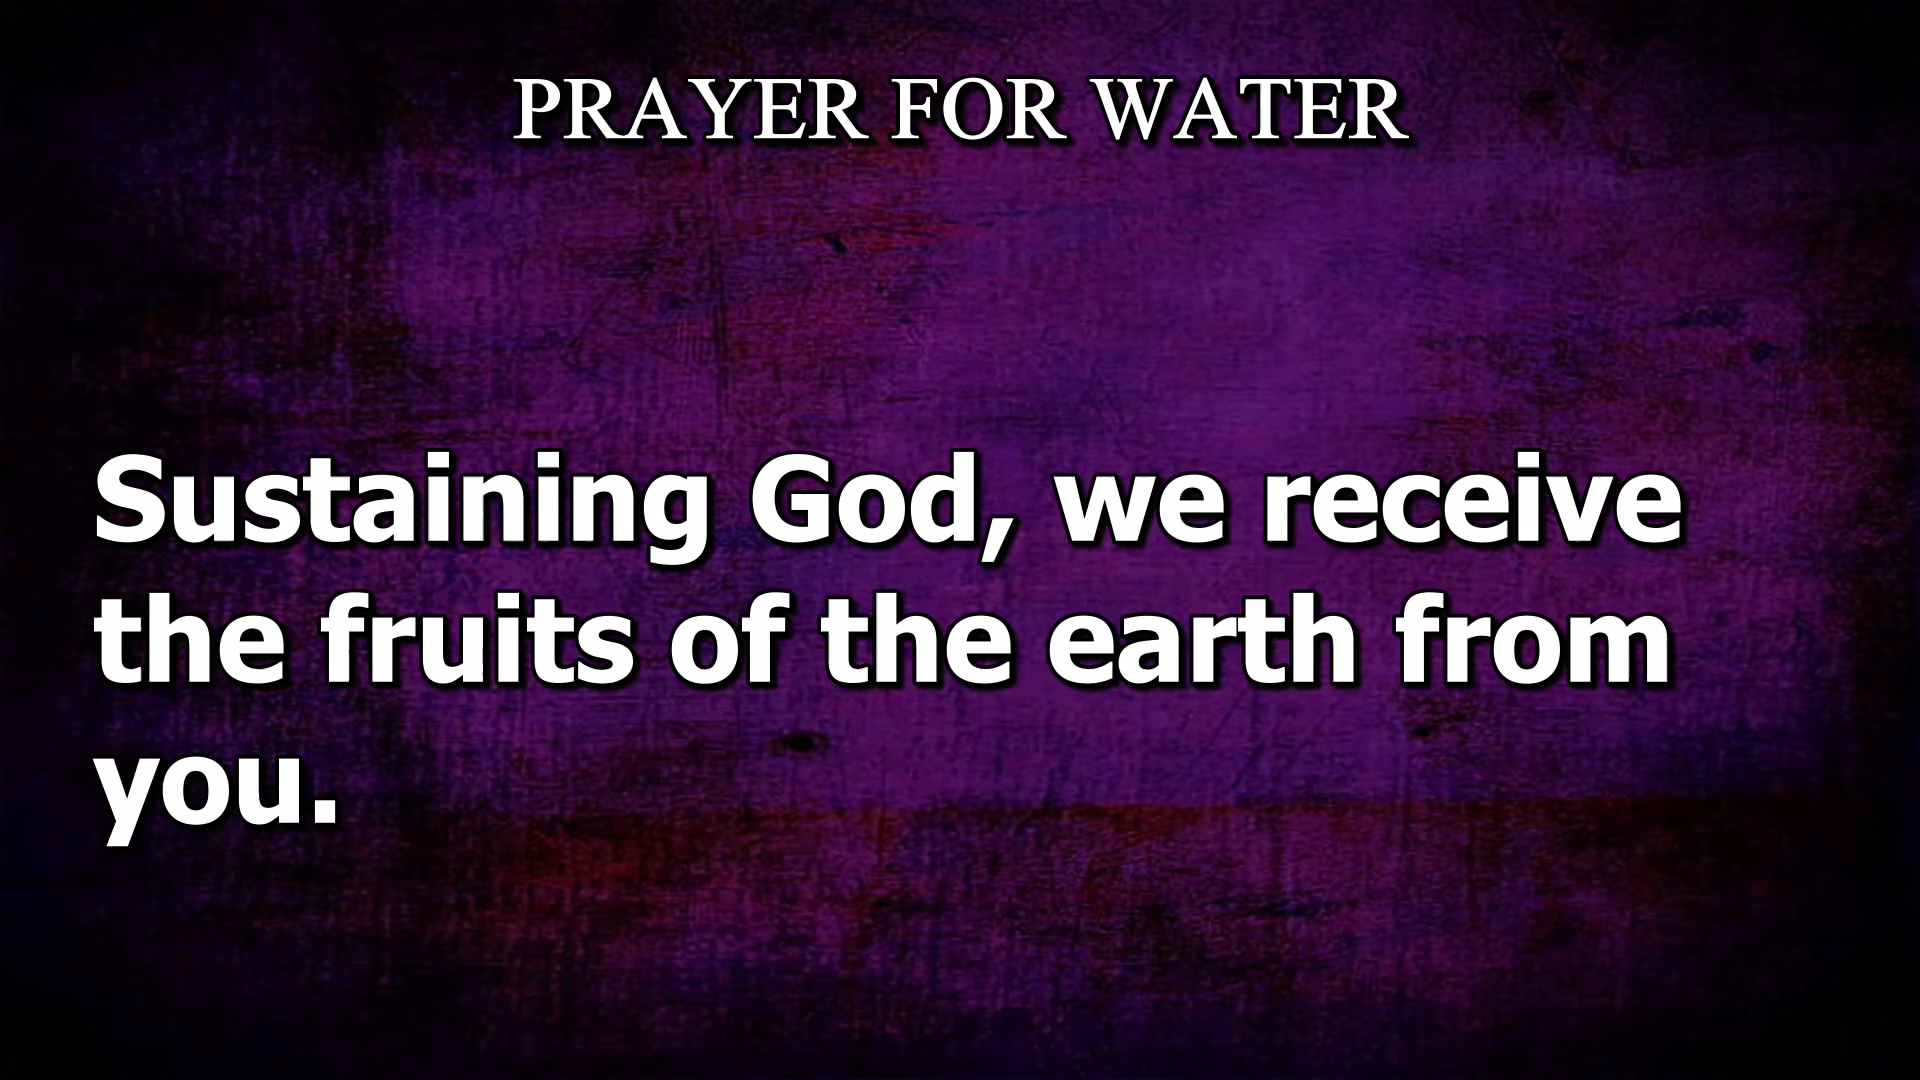 PRAYER FOR WATER
Sustaining God, we receive
the fruits of the earth from
you.